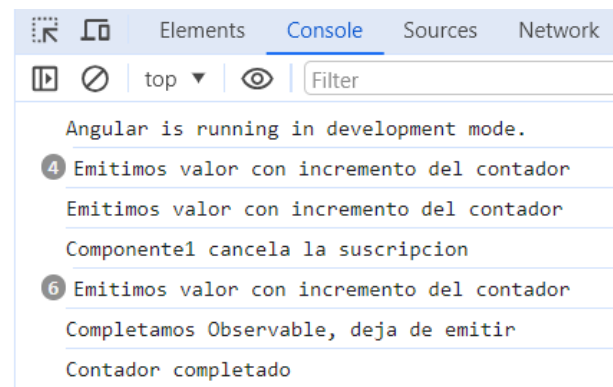 Elements Console Sources Network
top ▼ Filter
Angular is running in development mode.
4 Emitimos valor con incremento del contador
Emitimos valor con incremento del contador
Componente1 cancela la suscripcion
6 Emitimos valor con incremento del contador
Completamos Observable, deja de emitir
Contador completado